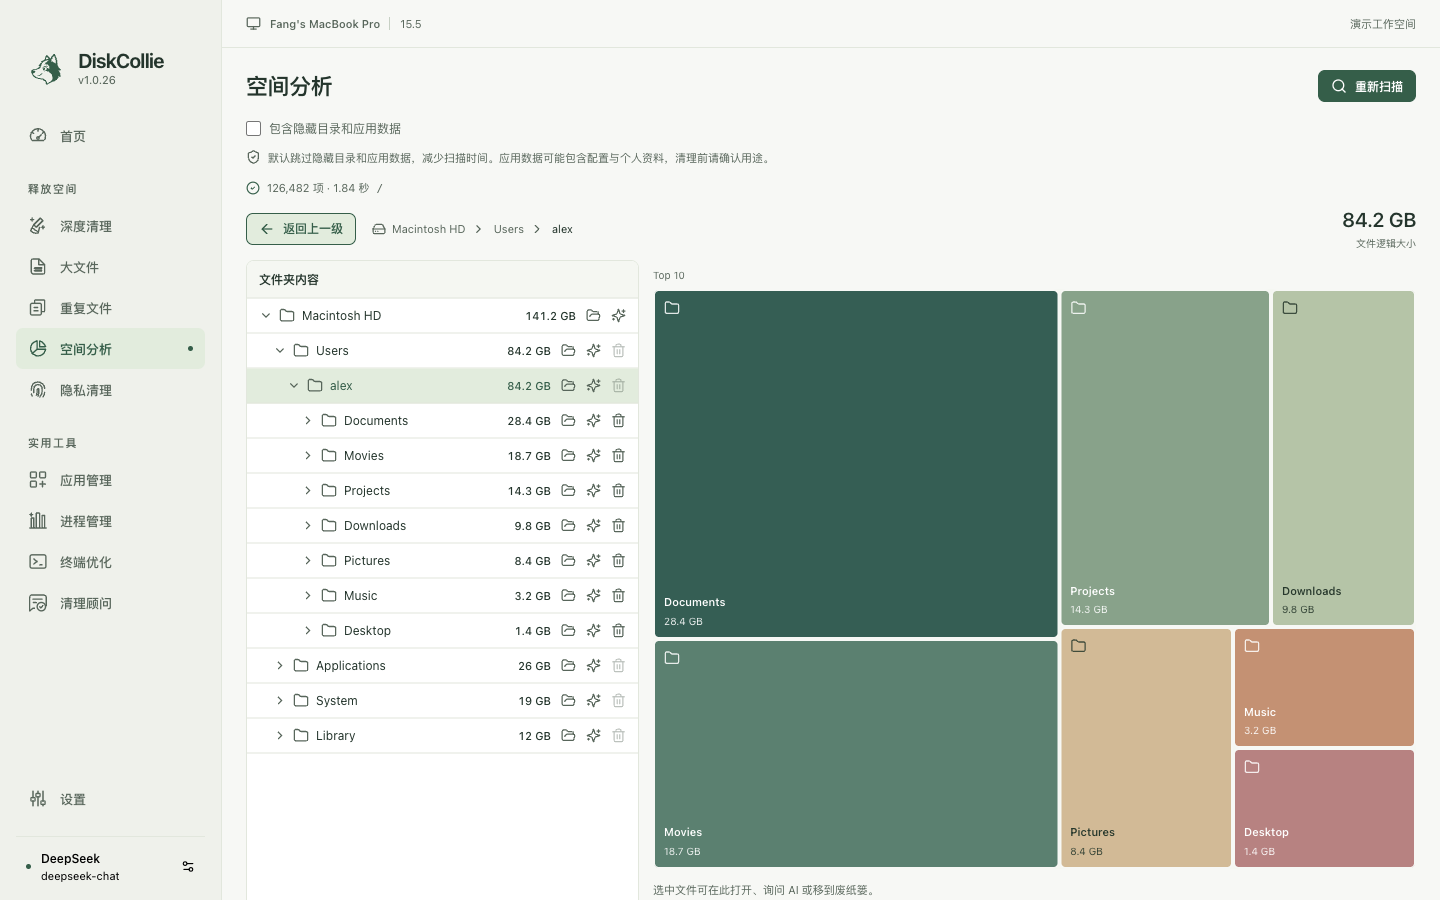 Fang's MacBook Pro
15.5
演示工作空间
DiskCollie
v1.0.26
首页
释放空间
深度清理
大文件
重复文件
空间分析
隐私清理
实用工具
应用管理
进程管理
终端优化
清理顾问
设置
DeepSeek
deepseek-chat
空间分析
重新扫描
包含隐藏目录和应用数据
默认跳过隐藏目录和应用数据，减少扫描时间。应用数据可能包含配置与个人资料，清理前请确认用途。
126,482 项 · 1.84 秒 /
返回上一级
Macintosh HD > Users > alex
84.2 GB
文件逻辑大小
文件夹内容
Macintosh HD 141.2 GB
Users 84.2 GB
alex 84.2 GB
Documents 28.4 GB
Movies 18.7 GB
Projects 14.3 GB
Downloads 9.8 GB
Pictures 8.4 GB
Music 3.2 GB
Desktop 1.4 GB
Applications 26 GB
System 19 GB
Library 12 GB
Top 10
Documents
28.4 GB
Projects
14.3 GB
Downloads
9.8 GB
Movies
18.7 GB
Pictures
8.4 GB
Music
3.2 GB
Desktop
1.4 GB
选中文件可在此打开、询问 AI 或移到废纸篓。